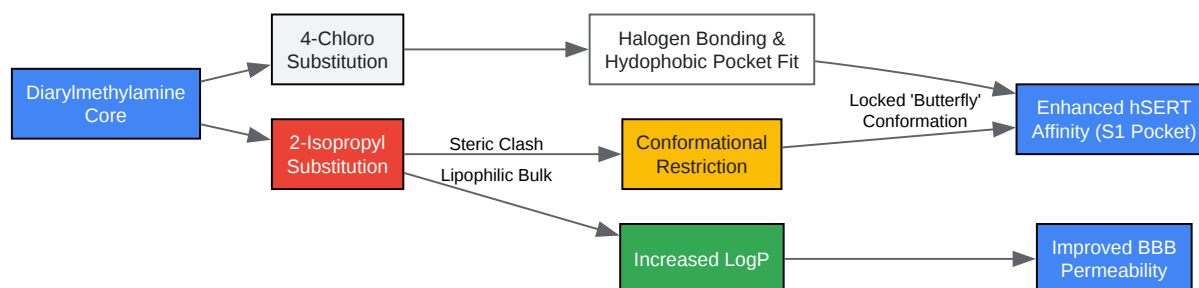 Diarylmethylamine
Core
4-Chloro
Substitution
2-Isopropyl
Substitution
Steric Clash
Lipophilic Bulk
Halogen Bonding &
Hydophobic Pocket Fit
Conformational
Restriction
Increased LogP
Locked 'Butterfly'
Conformation
Enhanced hSERT
Affinity (S1 Pocket)
Improved BBB
Permeability